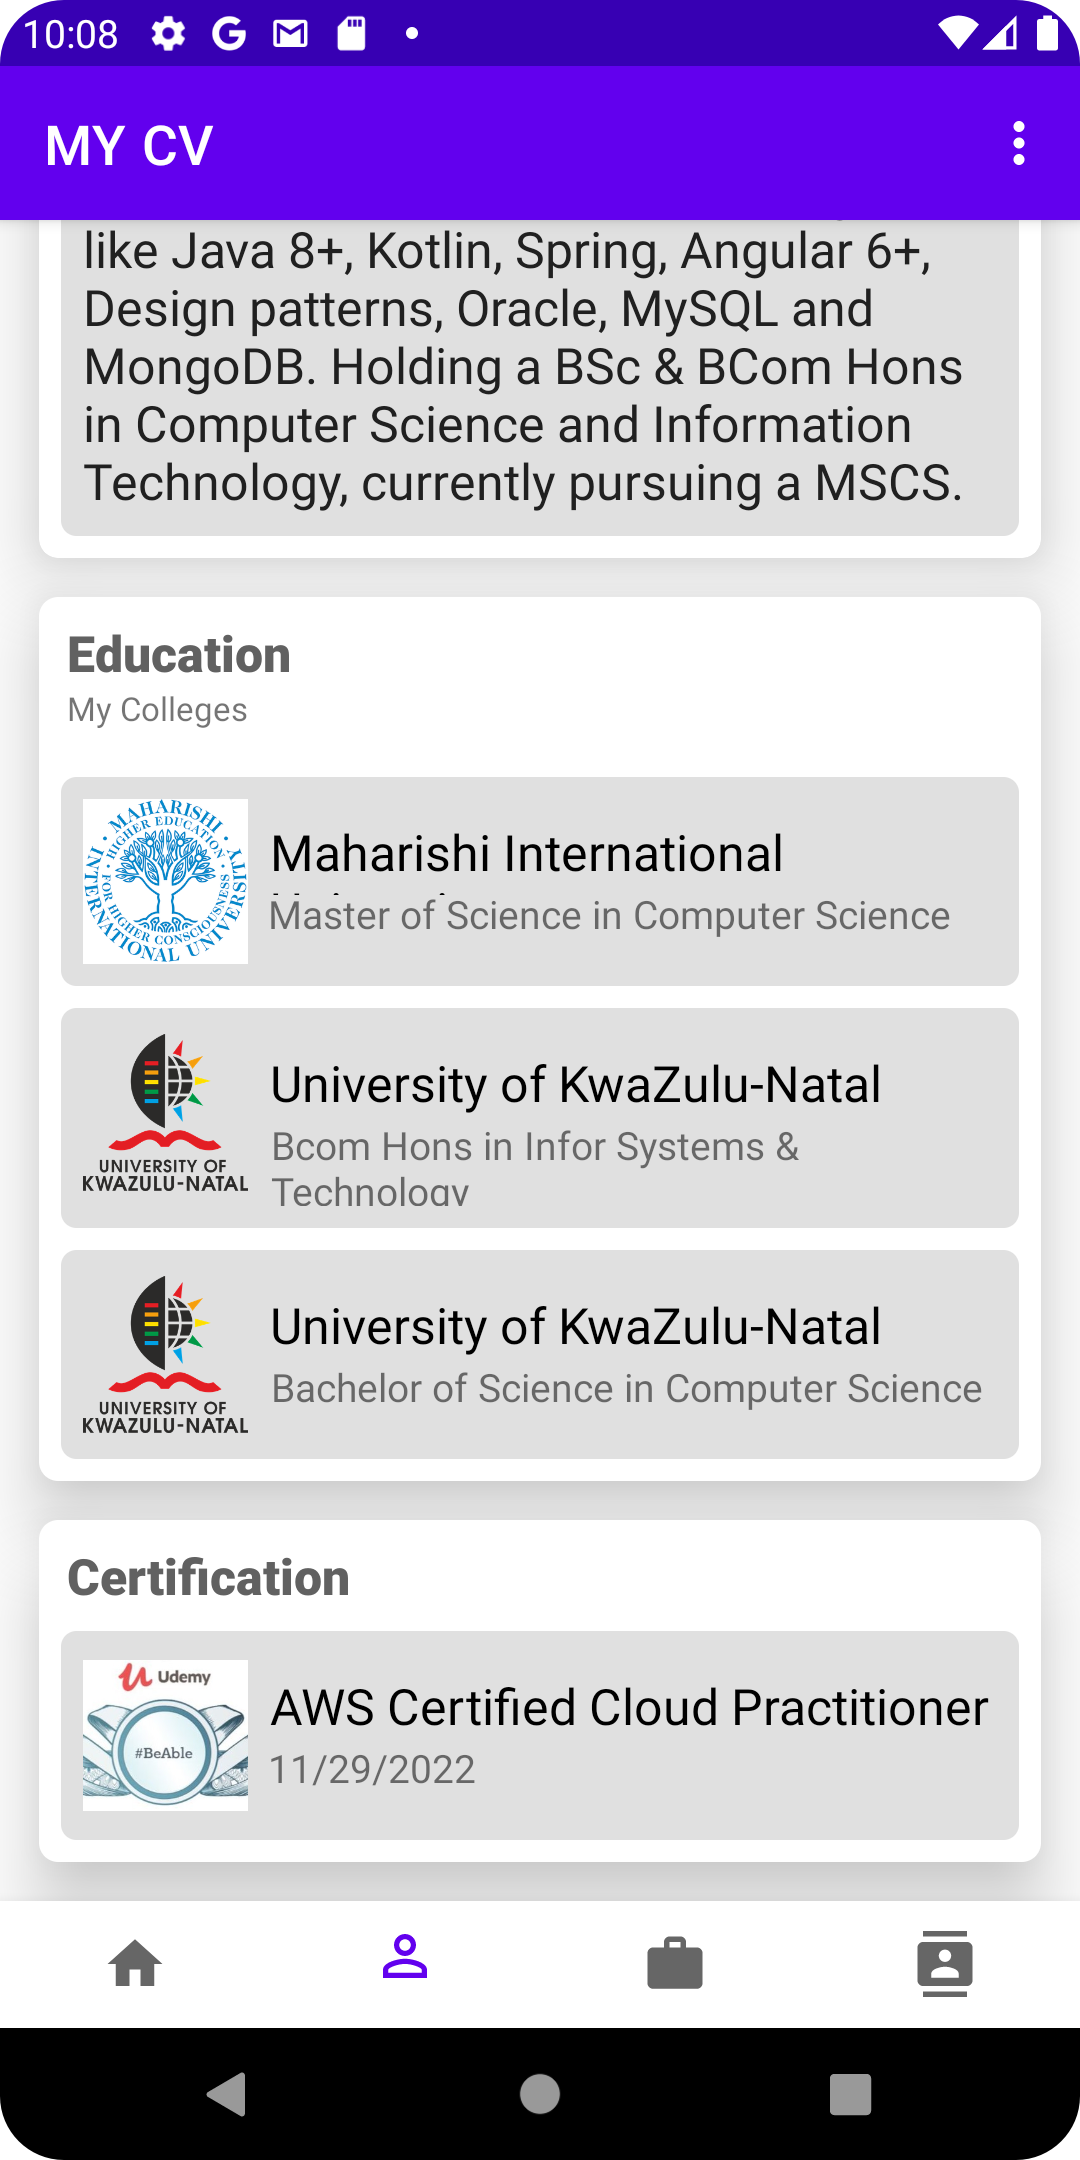 10:08
MY CV
like Java 8+, Kotlin, Spring, Angular 6+,
Design patterns, Oracle, MySQL and
MongoDB. Holding a BSc & BCom Hons
in Computer Science and Information
Technology, currently pursuing a MSCS.
Education
My Colleges
MAHARISHI INTERNATIONAL UNIVERSITY
HIGHER EDUCATION FOR HIGHER CONSCIOUSNESS
Maharishi International
Master of Science in Computer Science
UNIVERSITY OF
KWAZULU-NATAL
University of KwaZulu-Natal
Bcom Hons in Infor Systems &
Technology
UNIVERSITY OF
KWAZULU-NATAL
University of KwaZulu-Natal
Bachelor of Science in Computer Science
Certification
Udemy
#BeAble
AWS Certified Cloud Practitioner
11/29/2022